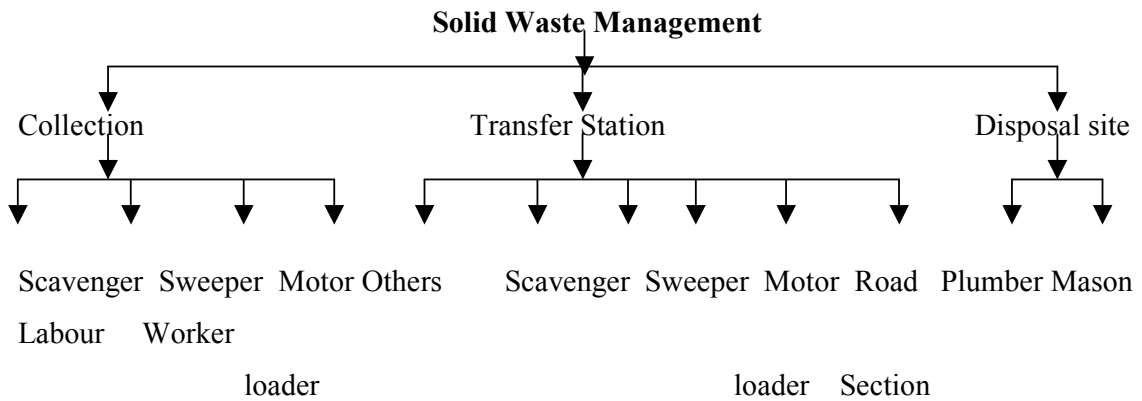 Solid Waste Management
Collection Transfer Station Disposal site
Scavenger Sweeper Motor Others Scavenger Sweeper Motor Road Plumber Mason
Labour Worker
loader loader Section